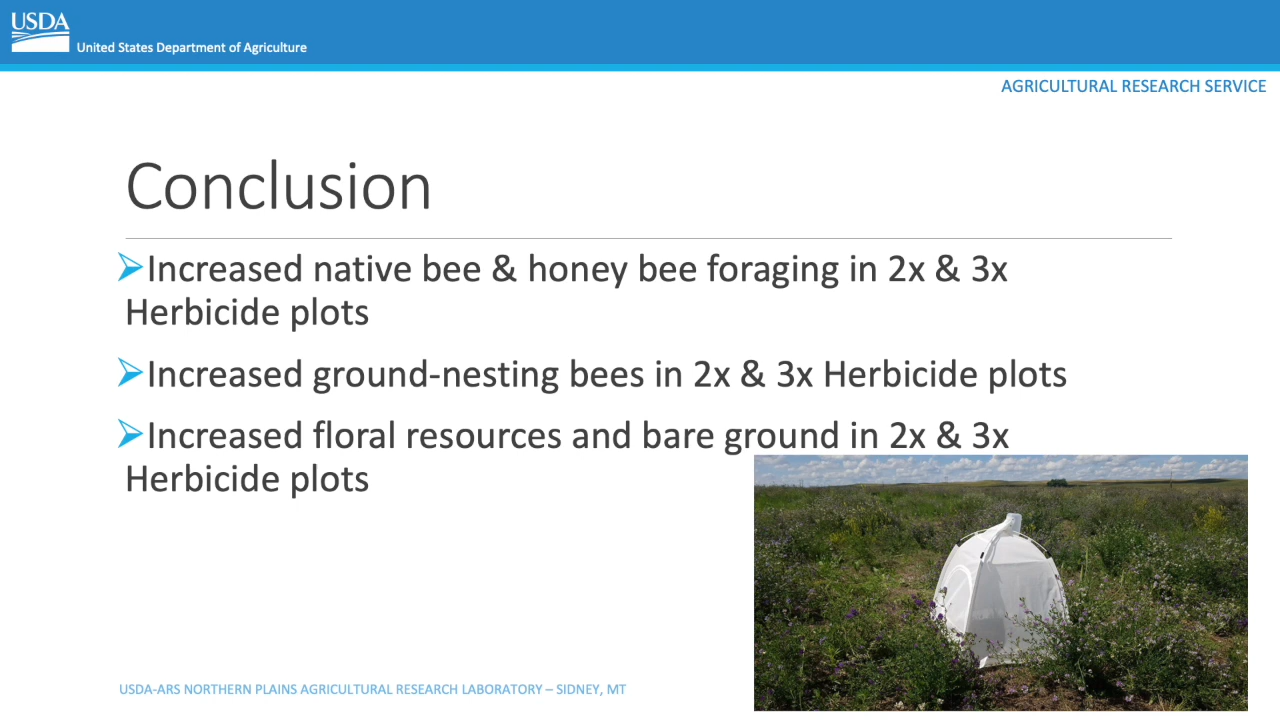 USDA
United States Department of Agriculture
AGRICULTURAL RESEARCH SERVICE
Conclusion
Increased native bee & honey bee foraging in 2x & 3x
Herbicide plots
Increased ground-nesting bees in 2x & 3x Herbicide plots
Increased floral resources and bare ground in 2x & 3x
Herbicide plots
USDA-ARS NORTHERN PLAINS AGRICULTURAL RESEARCH LABORATORY – SIDNEY, MT